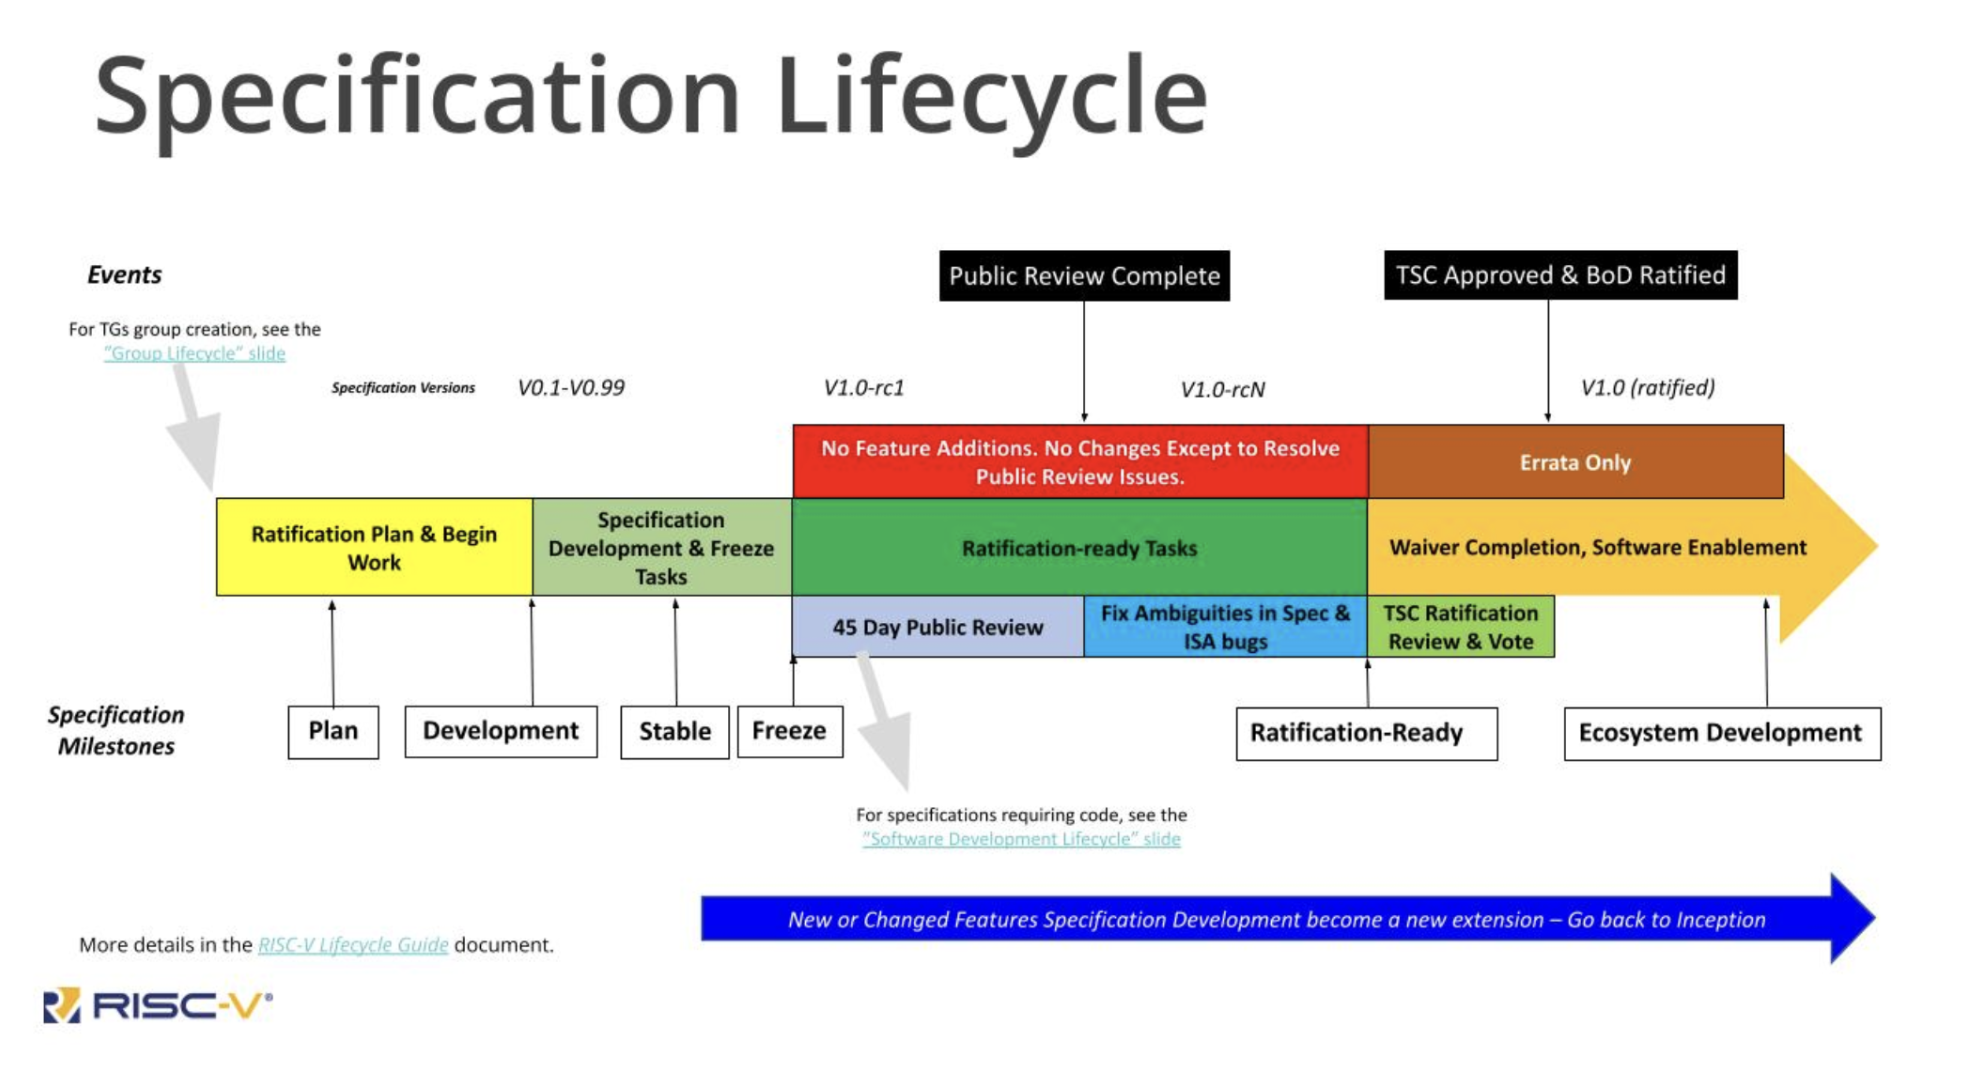 Specification Lifecycle
Events
Public Review Complete
TSC Approved & BoD Ratified
For TGs group creation, see the
"Group Lifecycle" slide
Specification Versions
V0.1-V0.99
V1.0-rc1
V1.0-rcN
V1.0 (ratified)
No Feature Additions. No Changes Except to Resolve
Public Review Issues.
Errata Only
Ratification Plan & Begin
Work
Specification
Development & Freeze
Tasks
Ratification-ready Tasks
Waiver Completion, Software Enablement
45 Day Public Review
Fix Ambiguities in Spec &
ISA bugs
TSC Ratification
Review & Vote
Specification
Milestones
Plan
Development
Stable
Freeze
Ratification-Ready
Ecosystem Development
For specifications requiring code, see the
"Software Development Lifecycle" slide
New or Changed Features Specification Development become a new extension – Go back to Inception
More details in the RISC-V Lifecycle Guide document.
RISC-V®